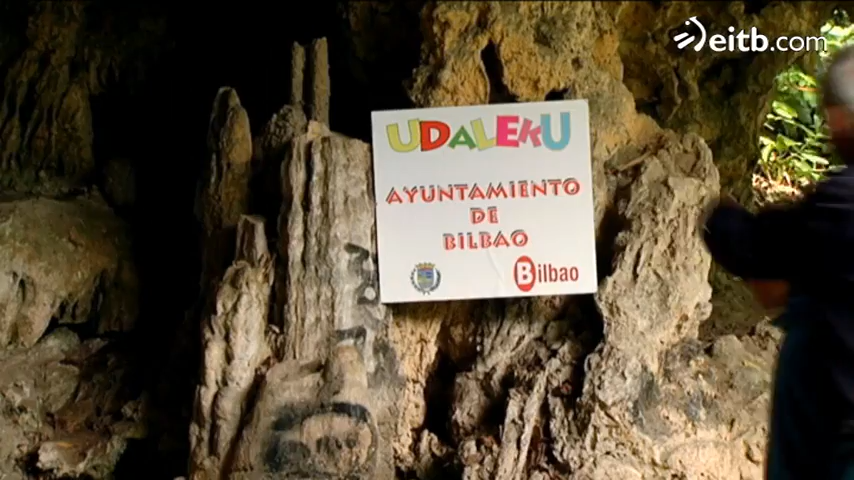 eitb.com
UDALEKU
AYUNTAMIENTO
DE
BILBAO
Bilbao